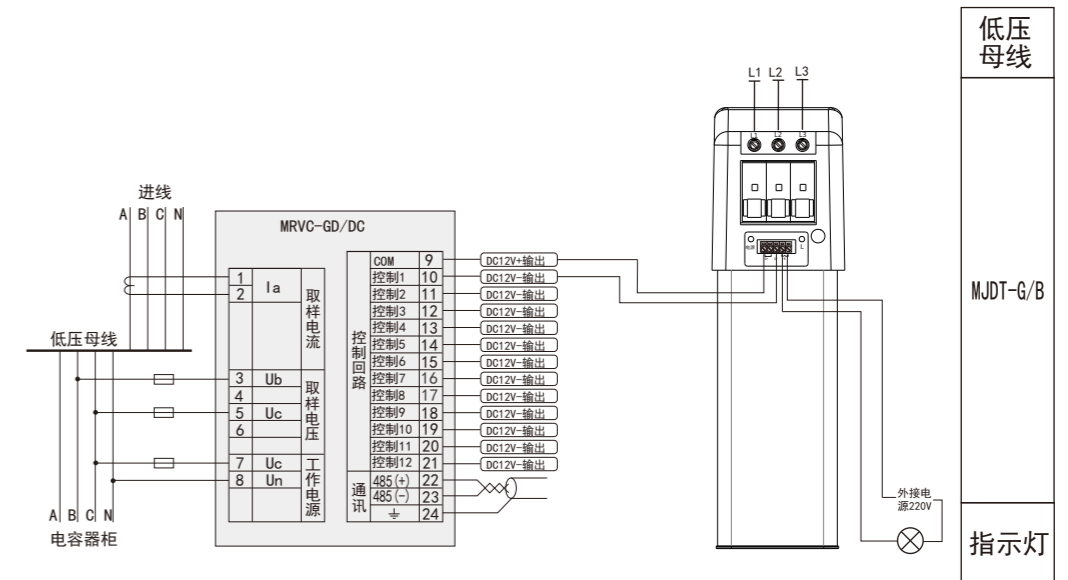 低压
母线
MJDT-G/B
指示灯
L1 L2 L3
L1 L2 L3
电源
L
外接电
源220V
进线
A B C N
低压母线
A B C N
电容器柜
MRVC-GD/DC
1 Ia
2
取样电流
3 Ub
4
5 Uc
6
取样电压
7 Uc
8 Un
工作电源
控制回路
COM 9 DC12V+输出
控制1 10 DC12V-输出
控制2 11 DC12V-输出
控制3 12 DC12V-输出
控制4 13 DC12V-输出
控制5 14 DC12V-输出
控制6 15 DC12V-输出
控制7 16 DC12V-输出
控制8 17 DC12V-输出
控制9 18 DC12V-输出
控制10 19 DC12V-输出
控制11 20 DC12V-输出
控制12 21 DC12V-输出
通讯
485(+) 22
485(-) 23
24